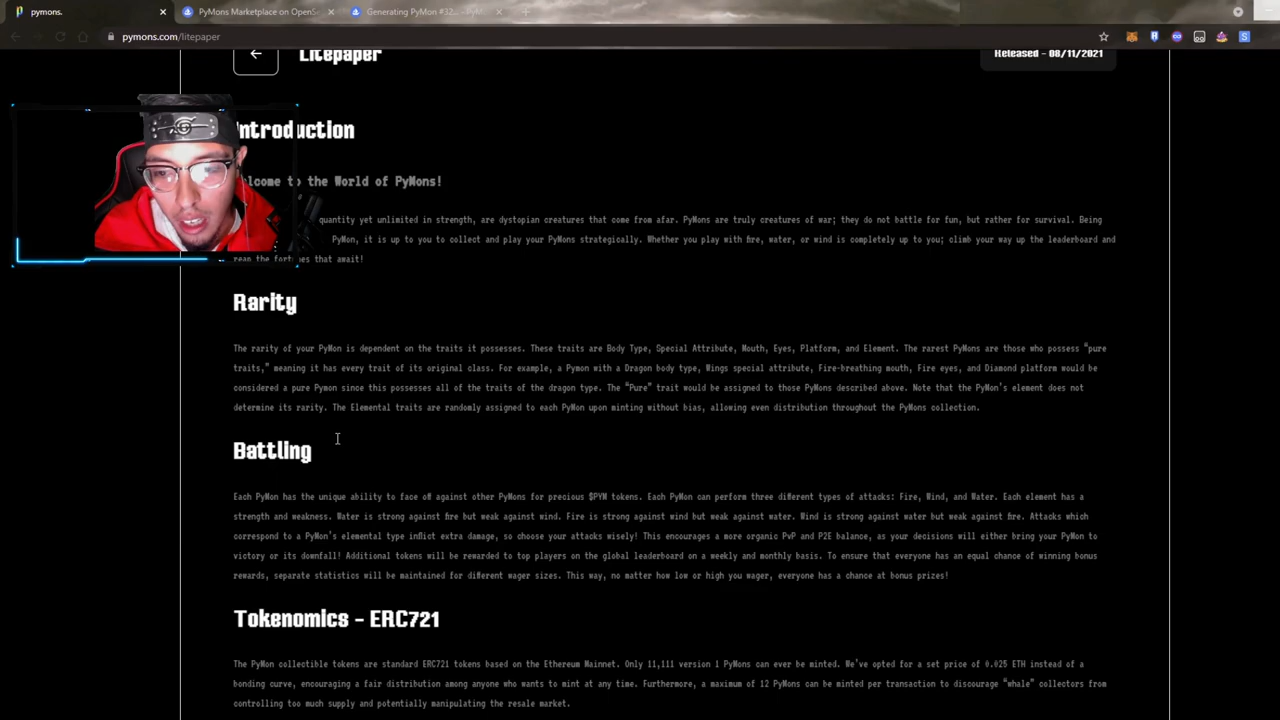 pymons.
PyMons Marketplace on OpenSe
Generating PyMon #32... - PyM
pymons.com/litepaper
Litepaper
Released - 08/11/2021
Introduction
elcome to the World of PyMons!
quantity yet unlimited in strength, are dystopian creatures that come from afar. PyMons are truly creatures of war; they do not battle for fun, but rather for survival. Being
PyMon, it is up to you to collect and play your PyMons strategically. Whether you play with fire, water, or wind is completely up to you; climb your way up the leaderboard and
reap the fortunes that await!
Rarity
The rarity of your PyMon is dependent on the traits it possesses. These traits are Body Type, Special Attribute, Mouth, Eyes, Platform, and Element. The rarest PyMons are those who possess “pure
traits,” meaning it has every trait of its original class. For example, a Pymon with a Dragon body type, Wings special attribute, Fire-breathing mouth, Fire eyes, and Diamond platform would be
considered a pure Pymon since this possesses all of the traits of the dragon type. The “Pure” trait would be assigned to those PyMons described above. Note that the PyMon's element does not
determine its rarity. The Elemental traits are randomly assigned to each PyMon upon minting without bias, allowing even distribution throughout the PyMons collection.
Battling
Each PyMon has the unique ability to face off against other PyMons for precious $PYM tokens. Each PyMon can perform three different types of attacks: Fire, Wind, and Water. Each element has a
strength and weakness. Water is strong against fire but weak against wind. Fire is strong against wind but weak against water. Wind is strong against water but weak against fire. Attacks which
correspond to a PyMon's elemental type inflict extra damage, so choose your attacks wisely! This encourages a more organic PvP and P2E balance, as your decisions will either bring your PyMon to
victory or its downfall! Additional tokens will be rewarded to top players on the global leaderboard on a weekly and monthly basis. To ensure that everyone has an equal chance of winning bonus
rewards, separate statistics will be maintained for different wager sizes. This way, no matter how low or high you wager, everyone has a chance at bonus prizes!
Tokenomics - ERC721
The PyMon collectible tokens are standard ERC721 tokens based on the Ethereum Mainnet. Only 11,111 version 1 PyMons can ever be minted. We've opted for a set price of 0.025 ETH instead of a
bonding curve, encouraging a fair distribution among anyone who wants to mint at any time. Furthermore, a maximum of 12 PyMons can be minted per transaction to discourage “whale” collectors from
controlling too much supply and potentially manipulating the resale market.